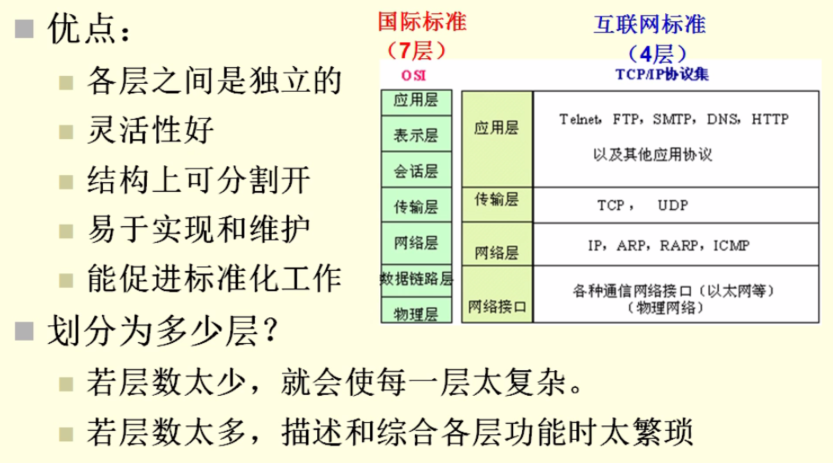 优点：
各层之间是独立的
灵活性好
结构上可分割开
易于实现和维护
能促进标准化工作
国际标准
（7层）
OSI
应用层
表示层
会话层
传输层
网络层
数据链路层
物理层
互联网标准
（4层）
TCP/IP协议集
应用层
Telnet，FTP，SMTP，DNS，HTTP
以及其他应用协议
传输层
TCP， UDP
网络层
IP，ARP，RARP，ICMP
网络接口
各种通信网络接口（以太网等）
（物理网络）
划分为多少层？
若层数太少，就会使每一层太复杂。
若层数太多，描述和综合各层功能时太繁琐